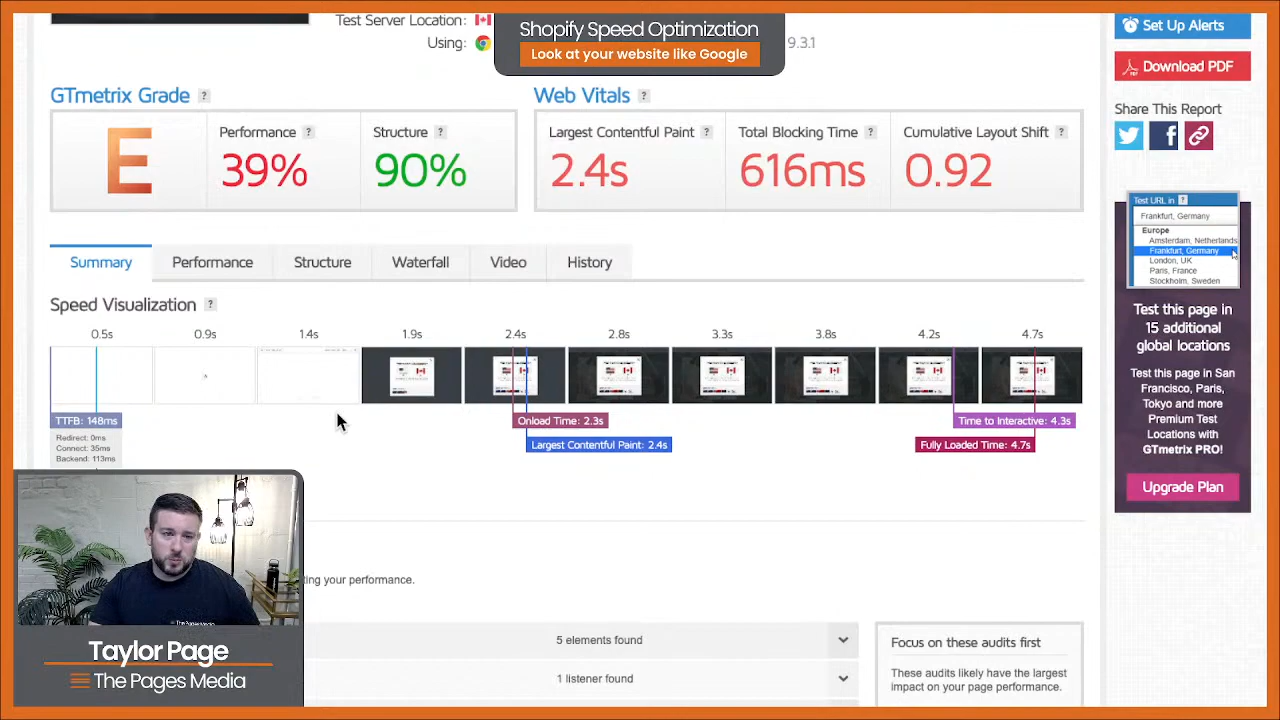 Test Server Location:
Using:
9.3.1
Shopify Speed Optimization
Look at your website like Google
Set Up Alerts
Download PDF
Share This Report
GTmetrix Grade ?
Web Vitals ?
E
Performance ?
39%
Structure ?
90%
Largest Contentful Paint ?
2.4s
Total Blocking Time ?
616ms
Cumulative Layout Shift ?
0.92
Summary
Performance
Structure
Waterfall
Video
History
Speed Visualization ?
0.5s
0.9s
1.4s
1.9s
2.4s
2.8s
3.3s
3.8s
4.2s
4.7s
TTFB: 148ms
Redirect: 0ms
Connect: 35ms
Backend: 113ms
Onload Time: 2.3s
Largest Contentful Paint: 2.4s
Time to Interactive: 4.3s
Fully Loaded Time: 4.7s
Test URL in ?
Frankfurt, Germany
Europe
Amsterdam, Netherlands
Frankfurt, Germany
London, UK
Paris, France
Stockholm, Sweden
Test this page in
15 additional
global locations
Test this page in San
Francisco, Paris,
Tokyo and more
Premium Test
Locations with
GTmetrix PRO!
Upgrade Plan
ting your performance.
5 elements found
1 listener found
Focus on these audits first
These audits likely have the largest
impact on your page performance.
Taylor Page
The Pages Media